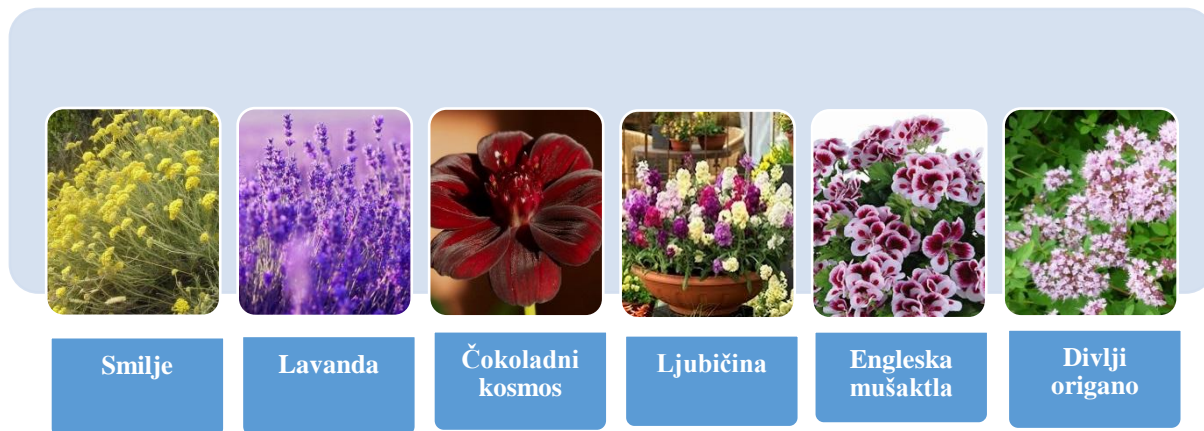 Smilje
Lavanda
Čokoladni
kosmos
Ljubičina
Engleska
mušaktla
Divlji
origano